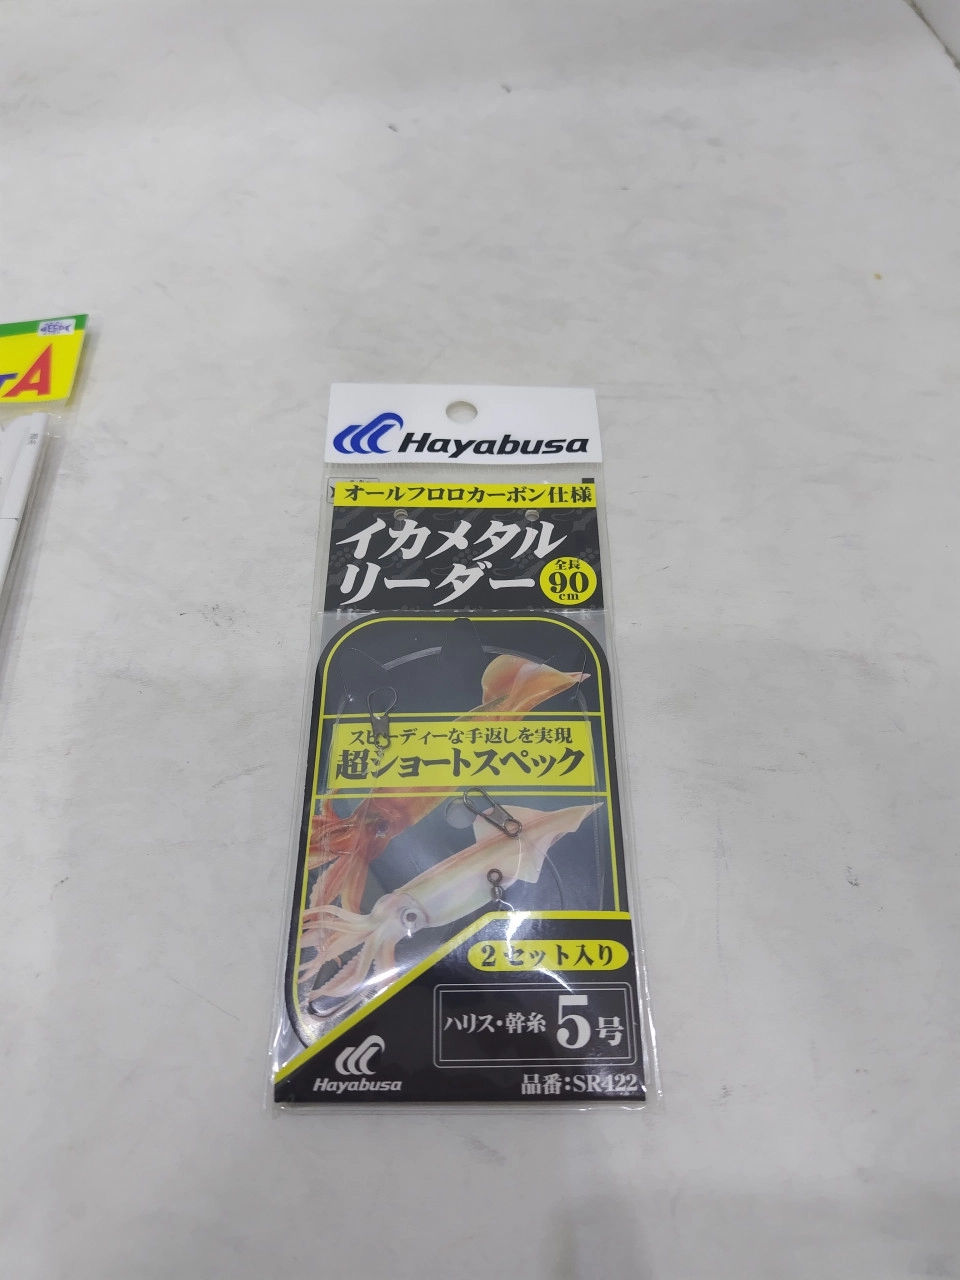 Hayabusa
オールフロロカーボン仕様
イカメタル
リーダー
全長
90
cm
スピーディーな手返しを実現
超ショートスペック
2セット入り
ハリス・幹糸 5号
Hayabusa
品番:SR422